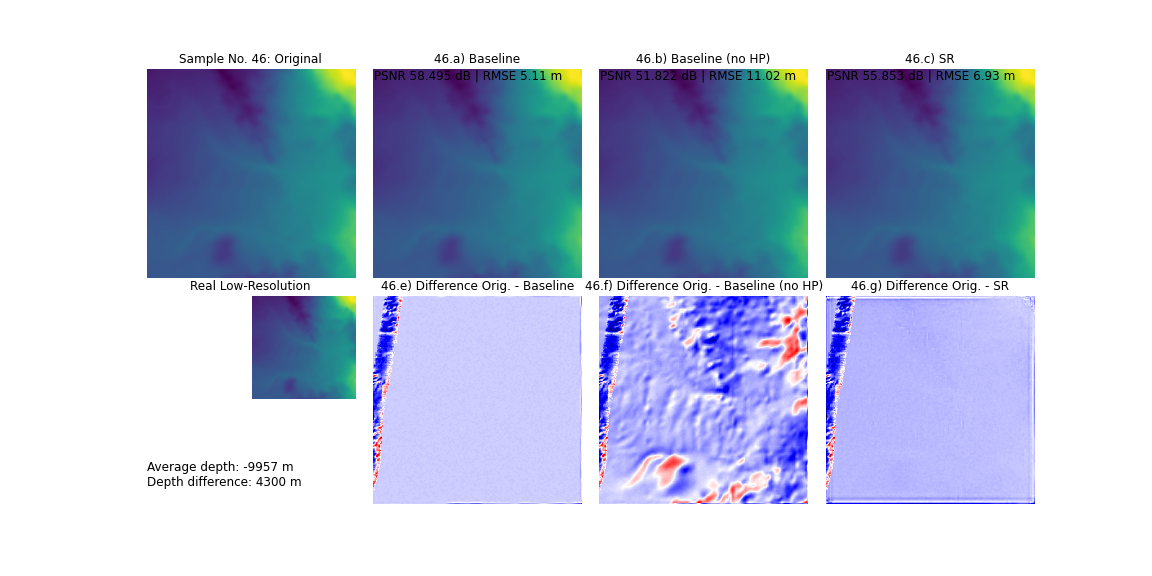 Sample No. 46: Original
46.a) Baseline
46.b) Baseline (no HP)
46.c) SR
PSNR 58.495 dB | RMSE 5.11 m
PSNR 51.822 dB | RMSE 11.02 m
PSNR 55.853 dB | RMSE 6.93 m
Real Low-Resolution
46.e) Difference Orig. - Baseline
46.f) Difference Orig. - Baseline (no HP)
46.g) Difference Orig. - SR
Average depth: -9957 m
Depth difference: 4300 m